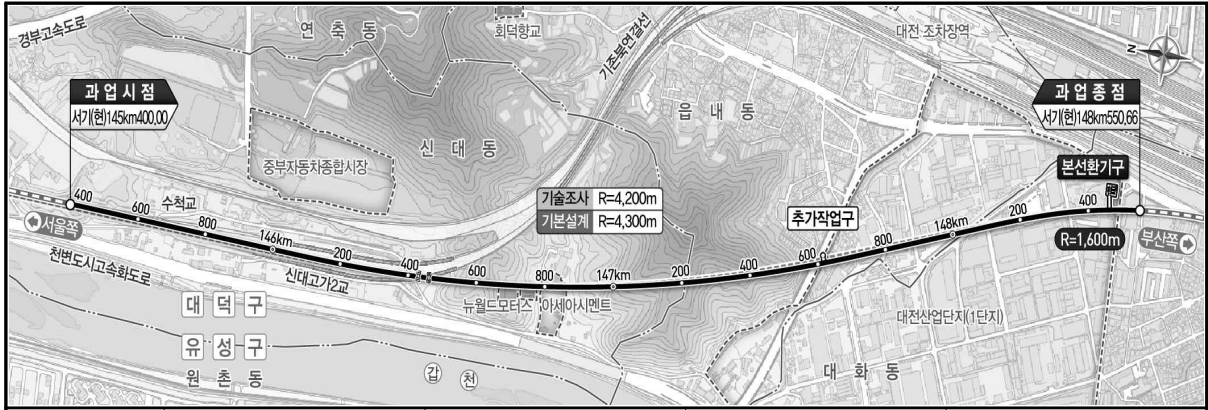 경부고속도로
연축동
회덕향교
기존북연결선
대전 조차장역
N
과업시점
서기(현)145km400.00
과업종점
서기(현)148km550.66
읍내동
신대동
중부자동차종합시장
본선환기구
기술조사 R=4,200m
기본설계 R=4,300m
수척교
추가작업구
400
600
800
146km
200
400
600
800
147km
200
400
600
800
148km
200
400
R=1,600m
서울쪽
부산쪽
천변도시고속화도로
신대고가2교
뉴월드모터스
아세아시멘트
대전산업단지(1단지)
대덕구
유성구
원촌동
갑천
대화동